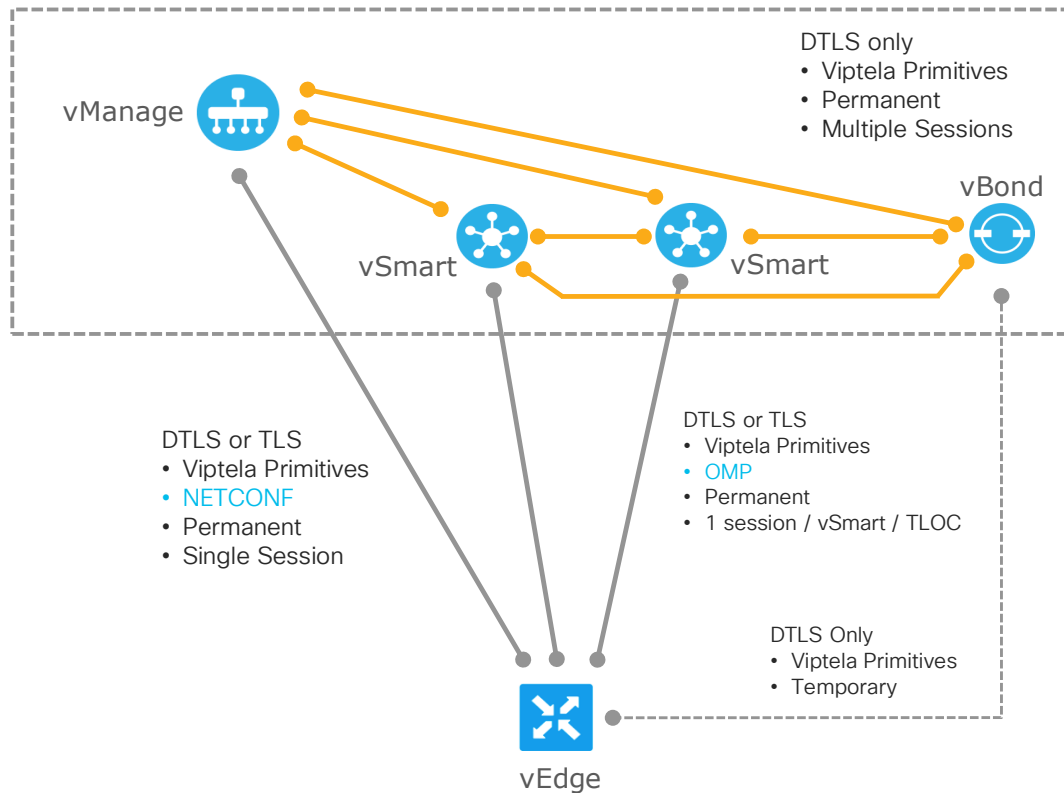 DTLS only
• Viptela Primitives
• Permanent
• Multiple Sessions
vManage
vBond
vSmart
vSmart
DTLS or TLS
• Viptela Primitives
• NETCONF
• Permanent
• Single Session
DTLS or TLS
• Viptela Primitives
• OMP
• Permanent
• 1 session / vSmart / TLOC
DTLS Only
• Viptela Primitives
• Temporary
vEdge